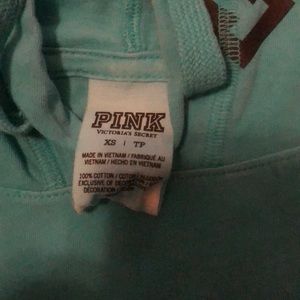 PINK
VICTORIA'S SECRET
XS | TP
MADE IN VIETNAM / FABRIQUÉ AU
VIETNAM / HECHO EN VIETNAM
100% COTTON / COTON / ALGODÓN
EXCLUSIVE OF DECORATION
DÉCORATION